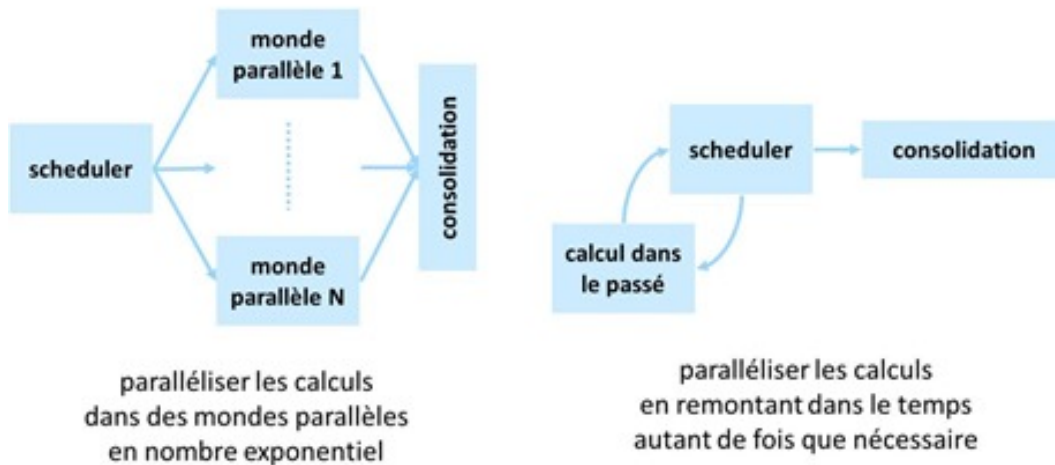 monde
parallèle 1
scheduler
consolidation
monde
parallèle N
paralléliser les calculs
dans des mondes parallèles
en nombre exponentiel
scheduler
consolidation
calcul dans
le passé
paralléliser les calculs
en remontant dans le temps
autant de fois que nécessaire